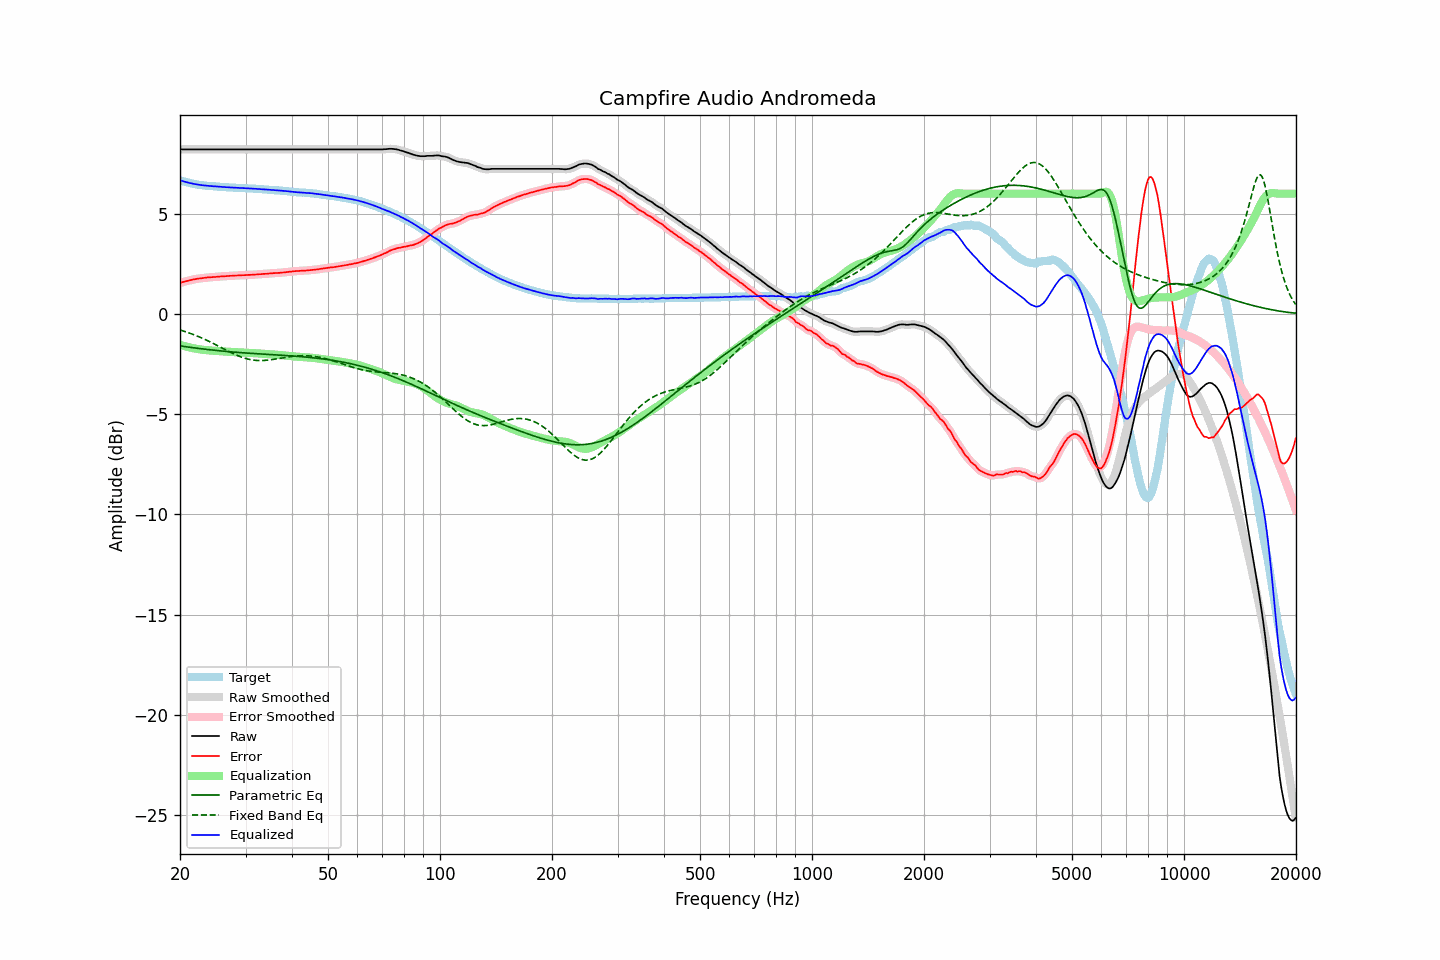 Campfire Audio Andromeda
Amplitude (dBr)
5
0
−5
−10
−15
−20
−25
Target
Raw Smoothed
Error Smoothed
Raw
Error
Equalization
Parametric Eq
Fixed Band Eq
Equalized
20 50 100 200 500 1000 2000 5000 10000 20000
Frequency (Hz)